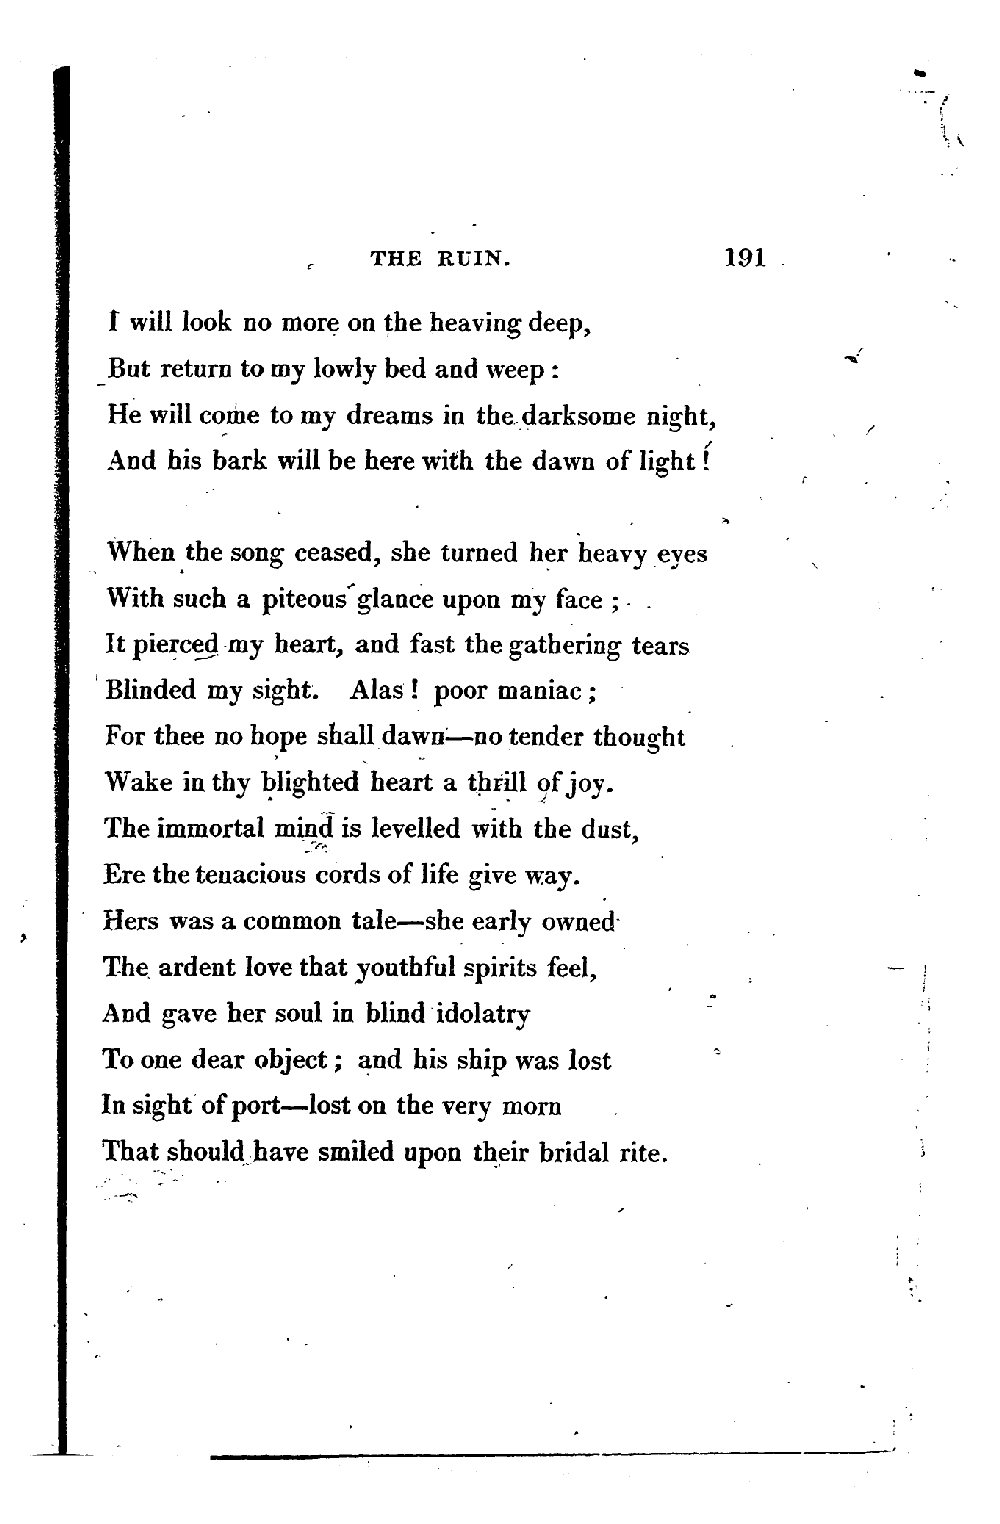 THE RUIN. 191
I will look no more on the heaving deep,
But return to my lowly bed and weep :
He will come to my dreams in the darksome night,
And his bark will be here with the dawn of light !
When the song ceased, she turned her heavy eyes
With such a piteous glance upon my face ;
It pierced my heart, and fast the gathering tears
Blinded my sight. Alas ! poor maniac ;
For thee no hope shall dawn—no tender thought
Wake in thy blighted heart a thrill of joy.
The immortal mind is levelled with the dust,
Ere the tenacious cords of life give way.
Hers was a common tale—she early owned
The ardent love that youthful spirits feel,
And gave her soul in blind idolatry
To one dear object ; and his ship was lost
In sight of port—lost on the very morn
That should have smiled upon their bridal rite.